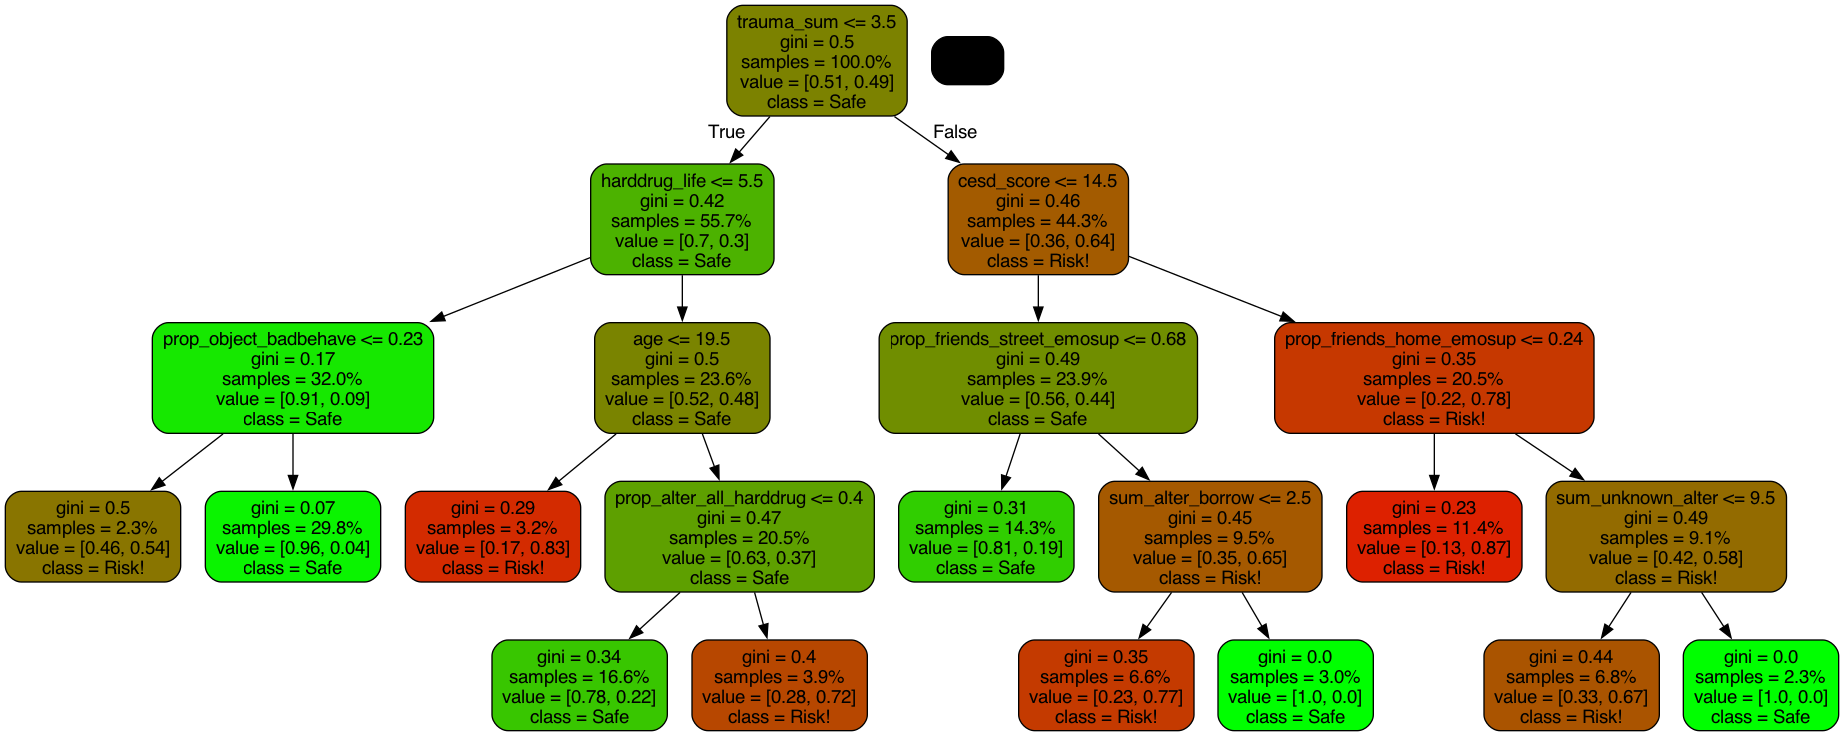 trauma_sum <= 3.5
gini = 0.5
samples = 100.0%
value = [0.51, 0.49]
class = Safe
True
False
harddrug_life <= 5.5
gini = 0.42
samples = 55.7%
value = [0.7, 0.3]
class = Safe
cesd_score <= 14.5
gini = 0.46
samples = 44.3%
value = [0.36, 0.64]
class = Risk!
prop_object_badbehave <= 0.23
gini = 0.17
samples = 32.0%
value = [0.91, 0.09]
class = Safe
age <= 19.5
gini = 0.5
samples = 23.6%
value = [0.52, 0.48]
class = Safe
prop_friends_street_emosup <= 0.68
gini = 0.49
samples = 23.9%
value = [0.56, 0.44]
class = Safe
prop_friends_home_emosup <= 0.24
gini = 0.35
samples = 20.5%
value = [0.22, 0.78]
class = Risk!
gini = 0.5
samples = 2.3%
value = [0.46, 0.54]
class = Risk!
gini = 0.07
samples = 29.8%
value = [0.96, 0.04]
class = Safe
gini = 0.29
samples = 3.2%
value = [0.17, 0.83]
class = Risk!
prop_alter_all_harddrug <= 0.4
gini = 0.47
samples = 20.5%
value = [0.63, 0.37]
class = Safe
gini = 0.31
samples = 14.3%
value = [0.81, 0.19]
class = Safe
sum_alter_borrow <= 2.5
gini = 0.45
samples = 9.5%
value = [0.35, 0.65]
class = Risk!
gini = 0.23
samples = 11.4%
value = [0.13, 0.87]
class = Risk!
sum_unknown_alter <= 9.5
gini = 0.49
samples = 9.1%
value = [0.42, 0.58]
class = Risk!
gini = 0.34
samples = 16.6%
value = [0.78, 0.22]
class = Safe
gini = 0.4
samples = 3.9%
value = [0.28, 0.72]
class = Risk!
gini = 0.35
samples = 6.6%
value = [0.23, 0.77]
class = Risk!
gini = 0.0
samples = 3.0%
value = [1.0, 0.0]
class = Safe
gini = 0.44
samples = 6.8%
value = [0.33, 0.67]
class = Risk!
gini = 0.0
samples = 2.3%
value = [1.0, 0.0]
class = Safe